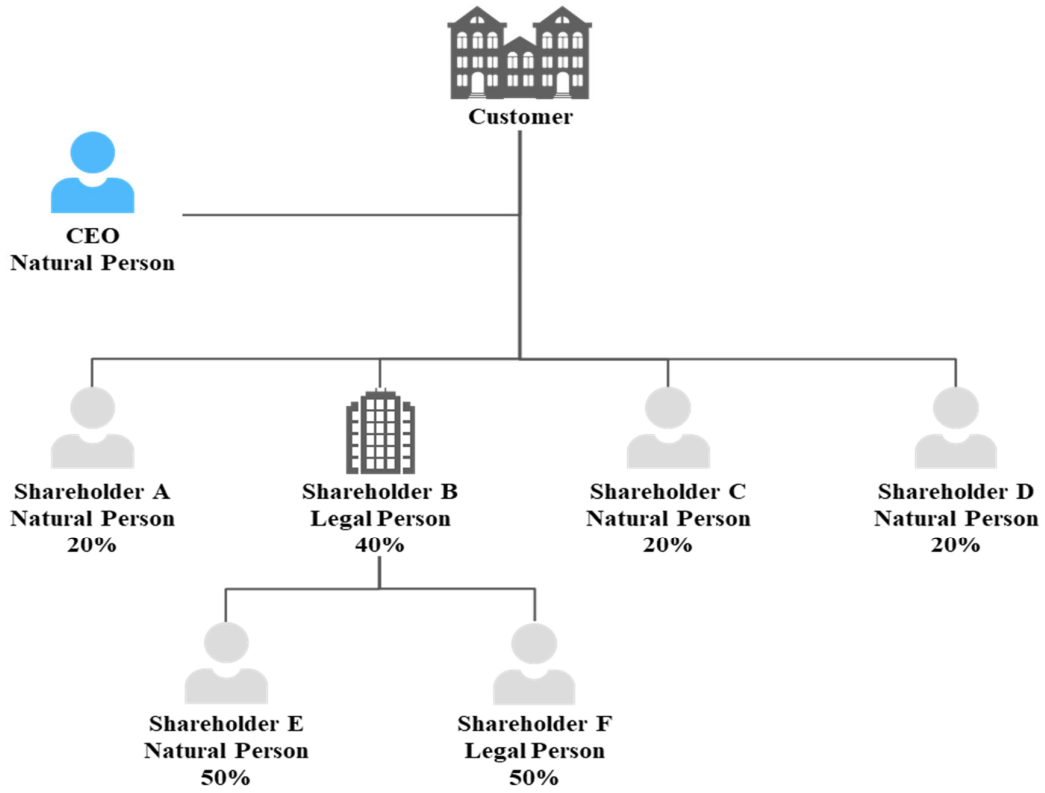 Customer
CEO
Natural Person
Shareholder A
Natural Person
20%
Shareholder B
Legal Person
40%
Shareholder C
Natural Person
20%
Shareholder D
Natural Person
20%
Shareholder E
Natural Person
50%
Shareholder F
Legal Person
50%